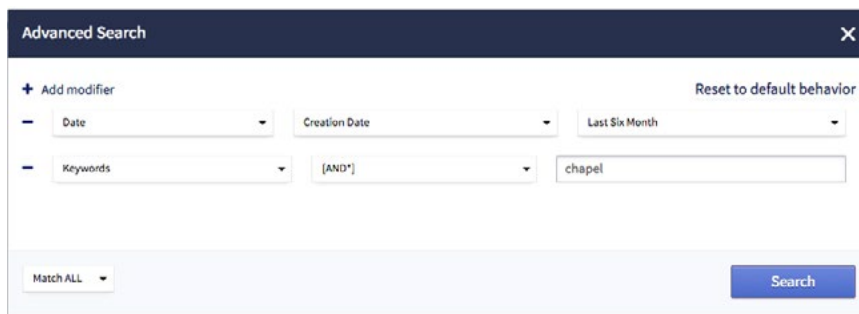 Advanced Search
+ Add modifier Reset to default behavior
Date Creation Date Last Six Month
Keywords [AND*] chapel
Match ALL Search